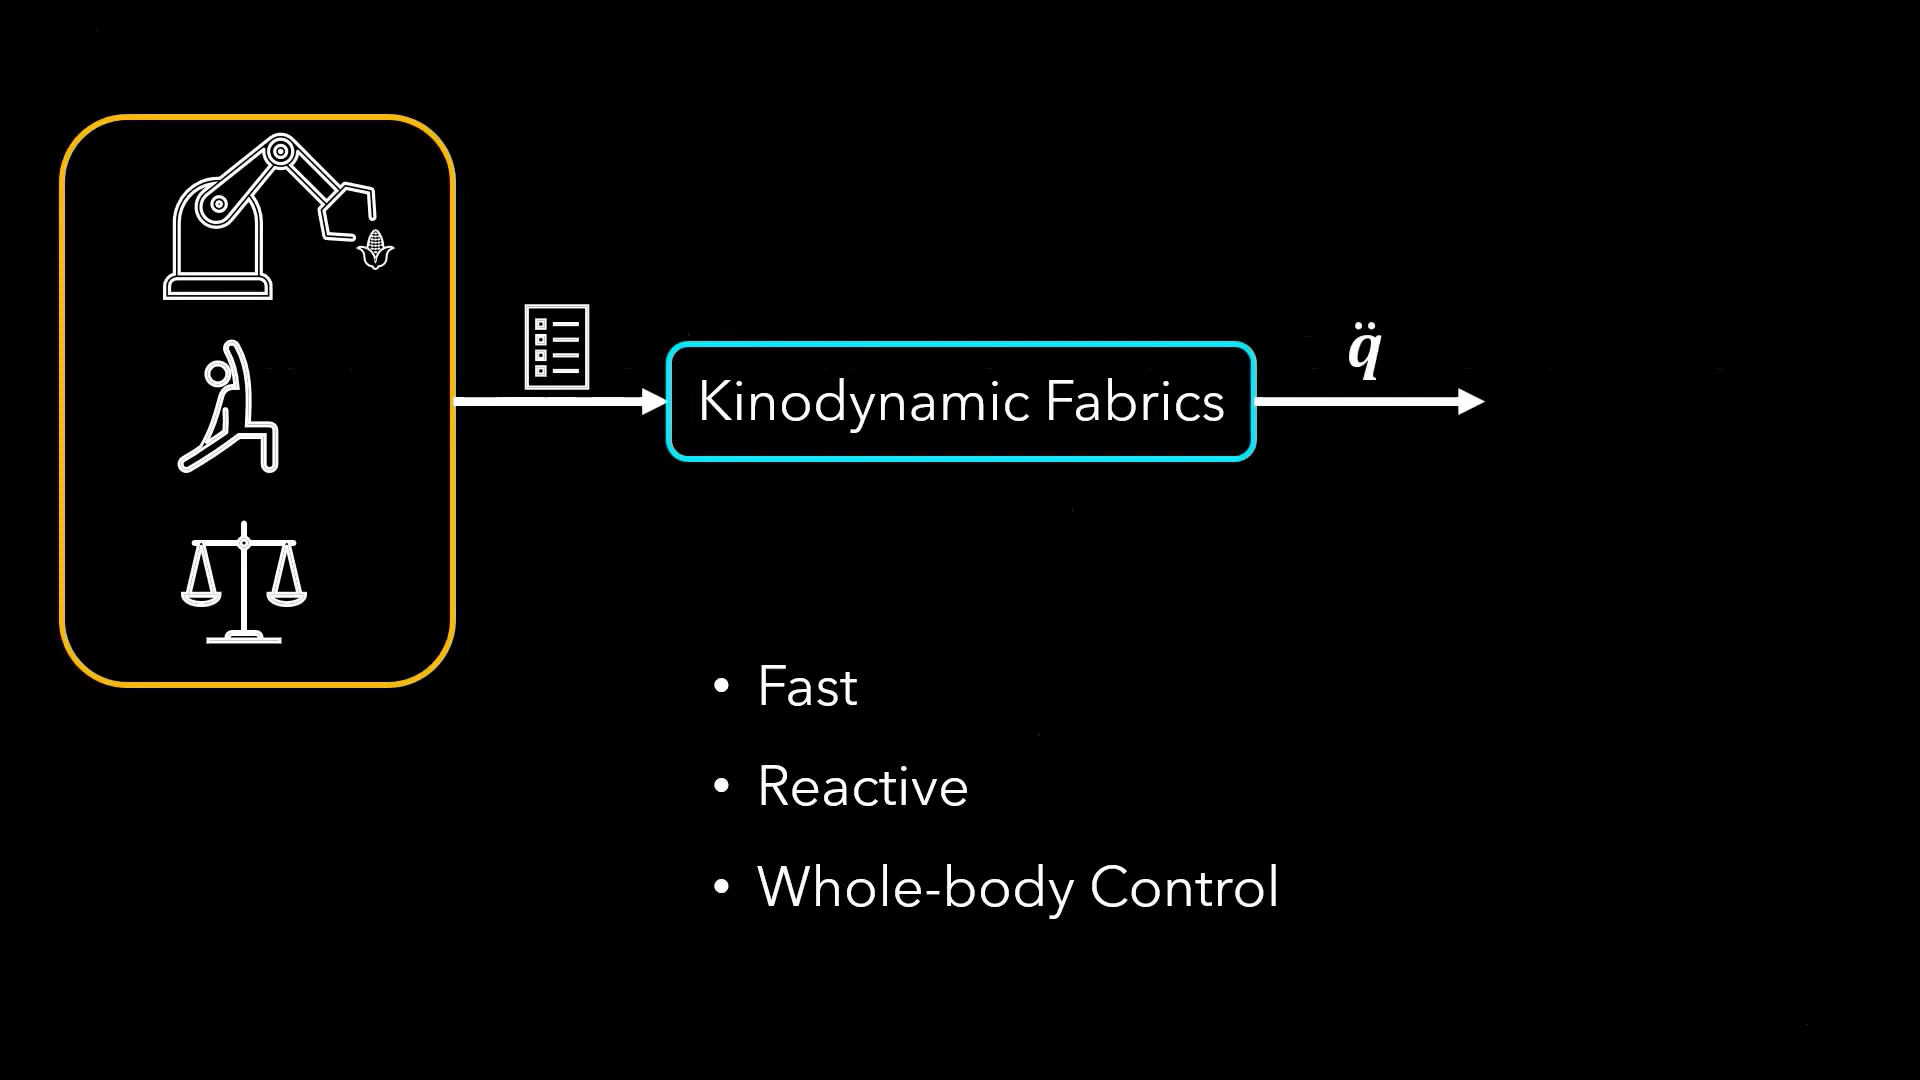 q̈
Kinodynamic Fabrics
• Fast
• Reactive
• Whole-body Control